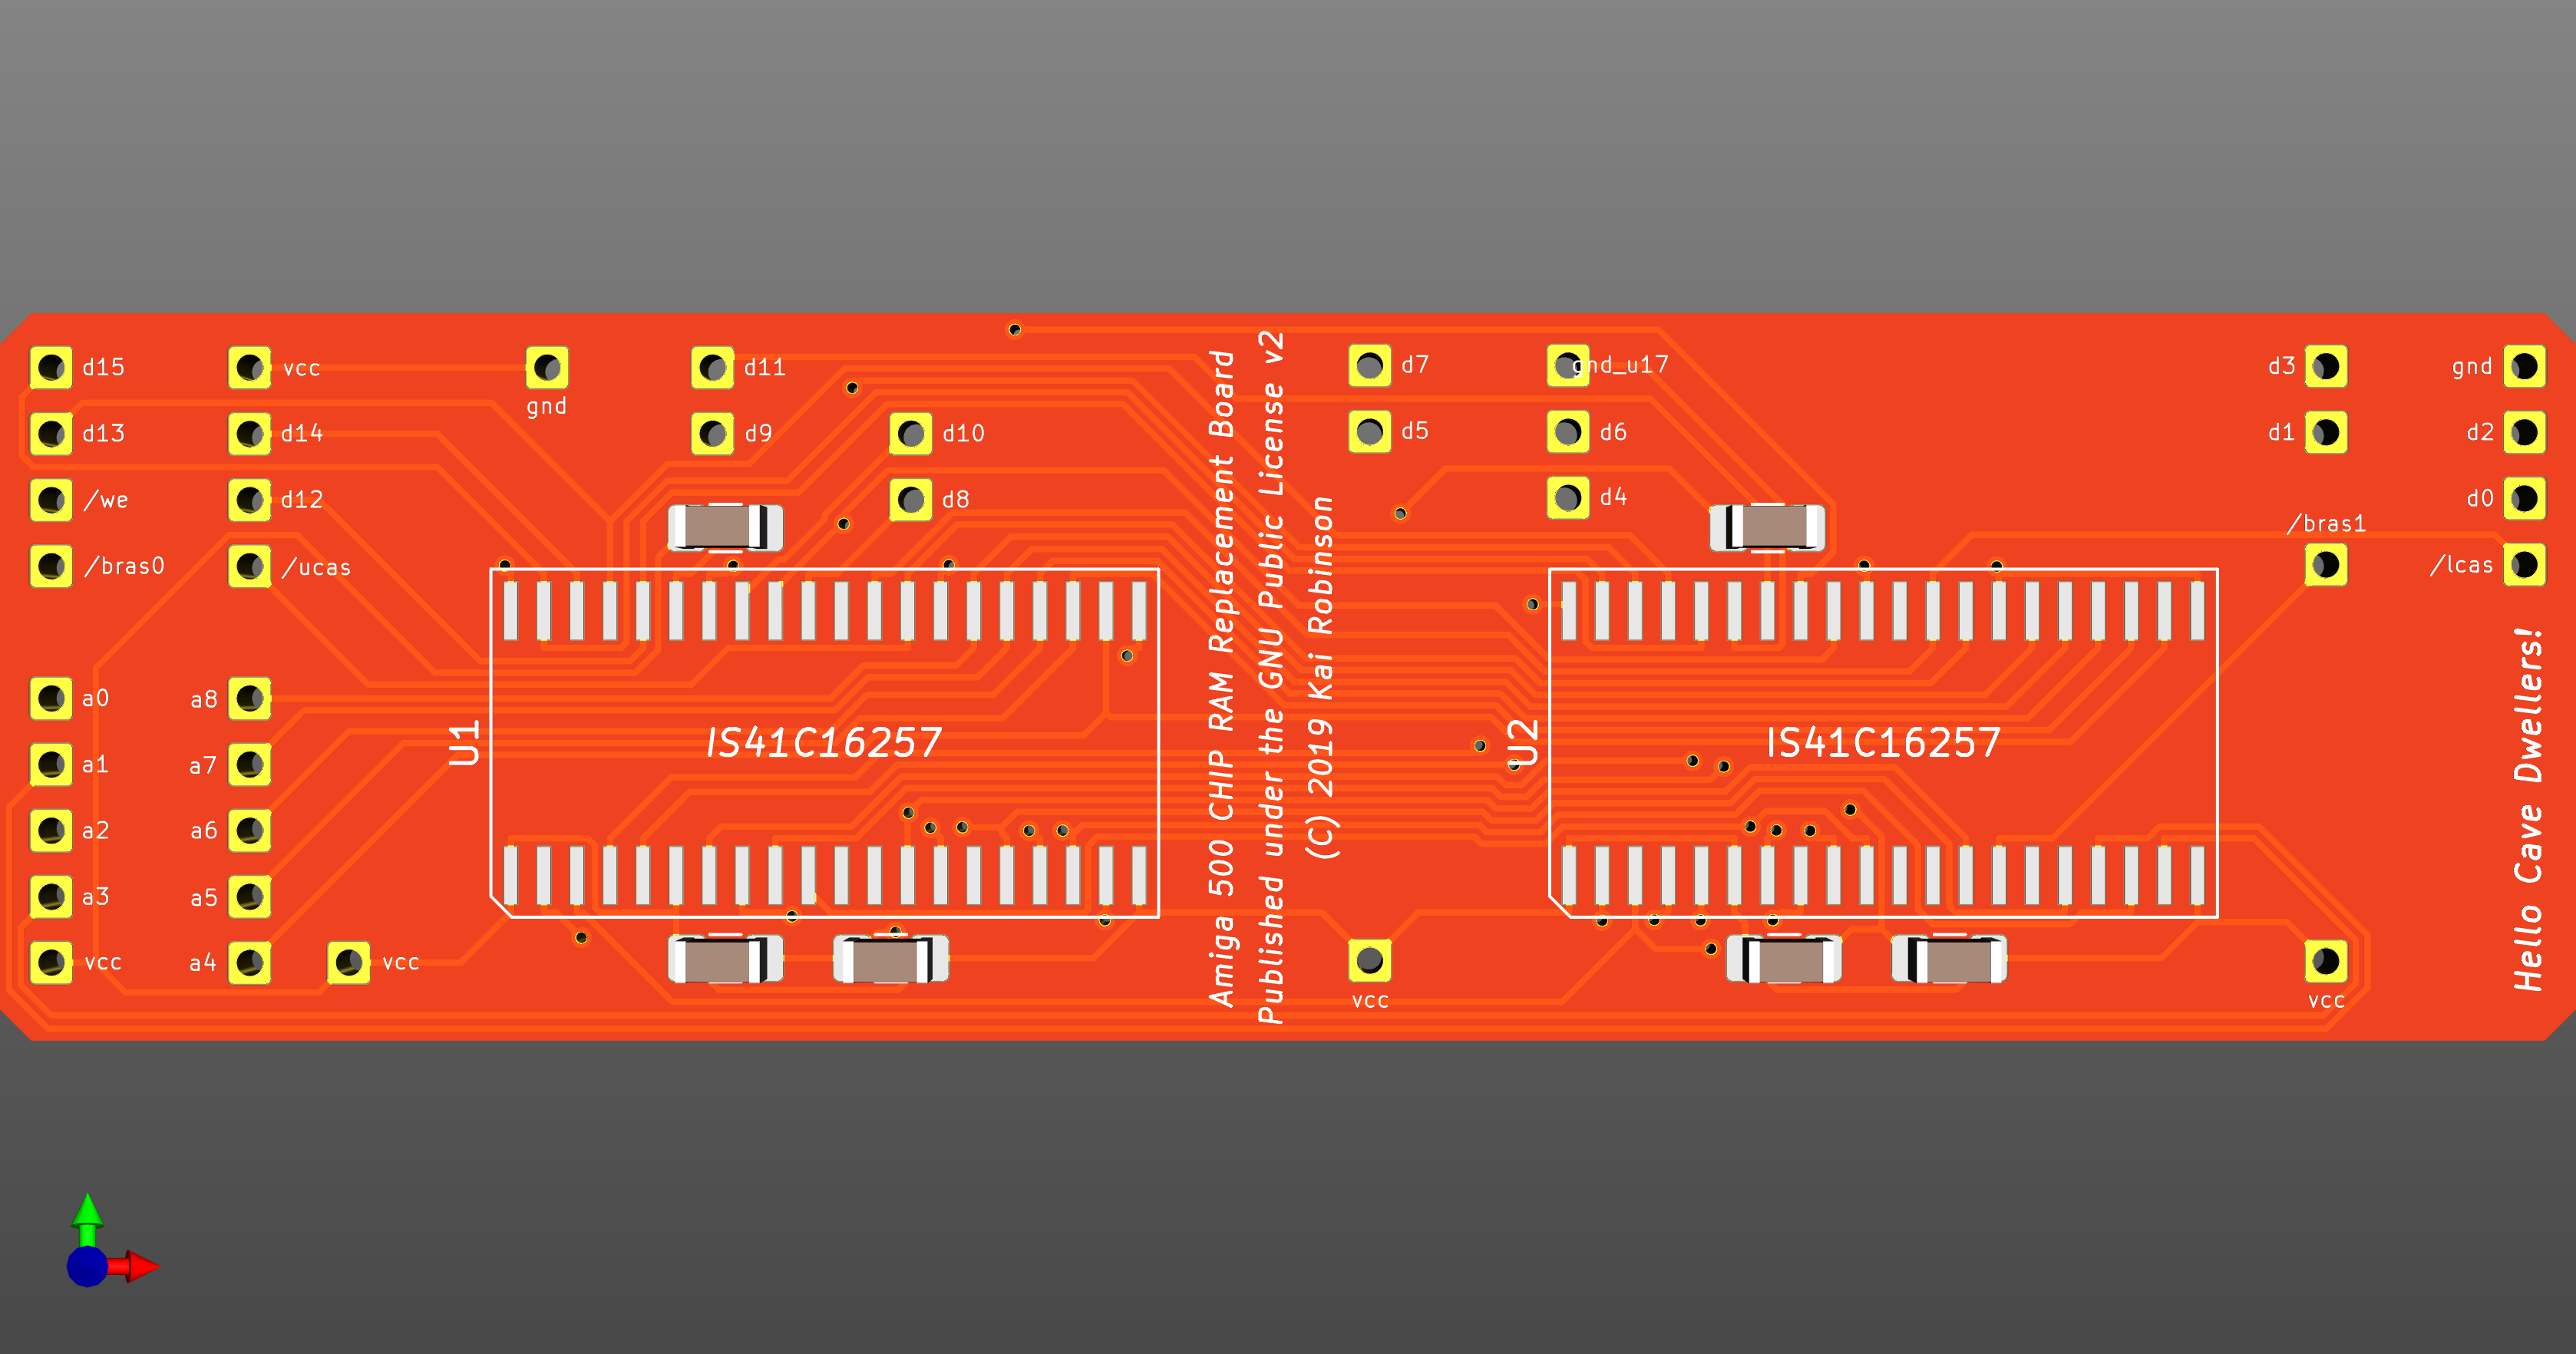 d15
vcc
d11
d7
gnd_u17
d3
gnd
gnd
d13
d14
d9
d10
d5
d6
d1
d2
/we
d12
d8
d4
d0
/bras1
/bras0
/ucas
/lcas
a0
a8
a1
a7
a2
a6
a3
a5
vcc
a4
vcc
vcc
vcc
U1
IS41C16257
U2
IS41C16257
Amiga 500 CHIP RAM Replacement Board
Published under the GNU Public License v2
(C) 2019 Kai Robinson
Hello Cave Dwellers!